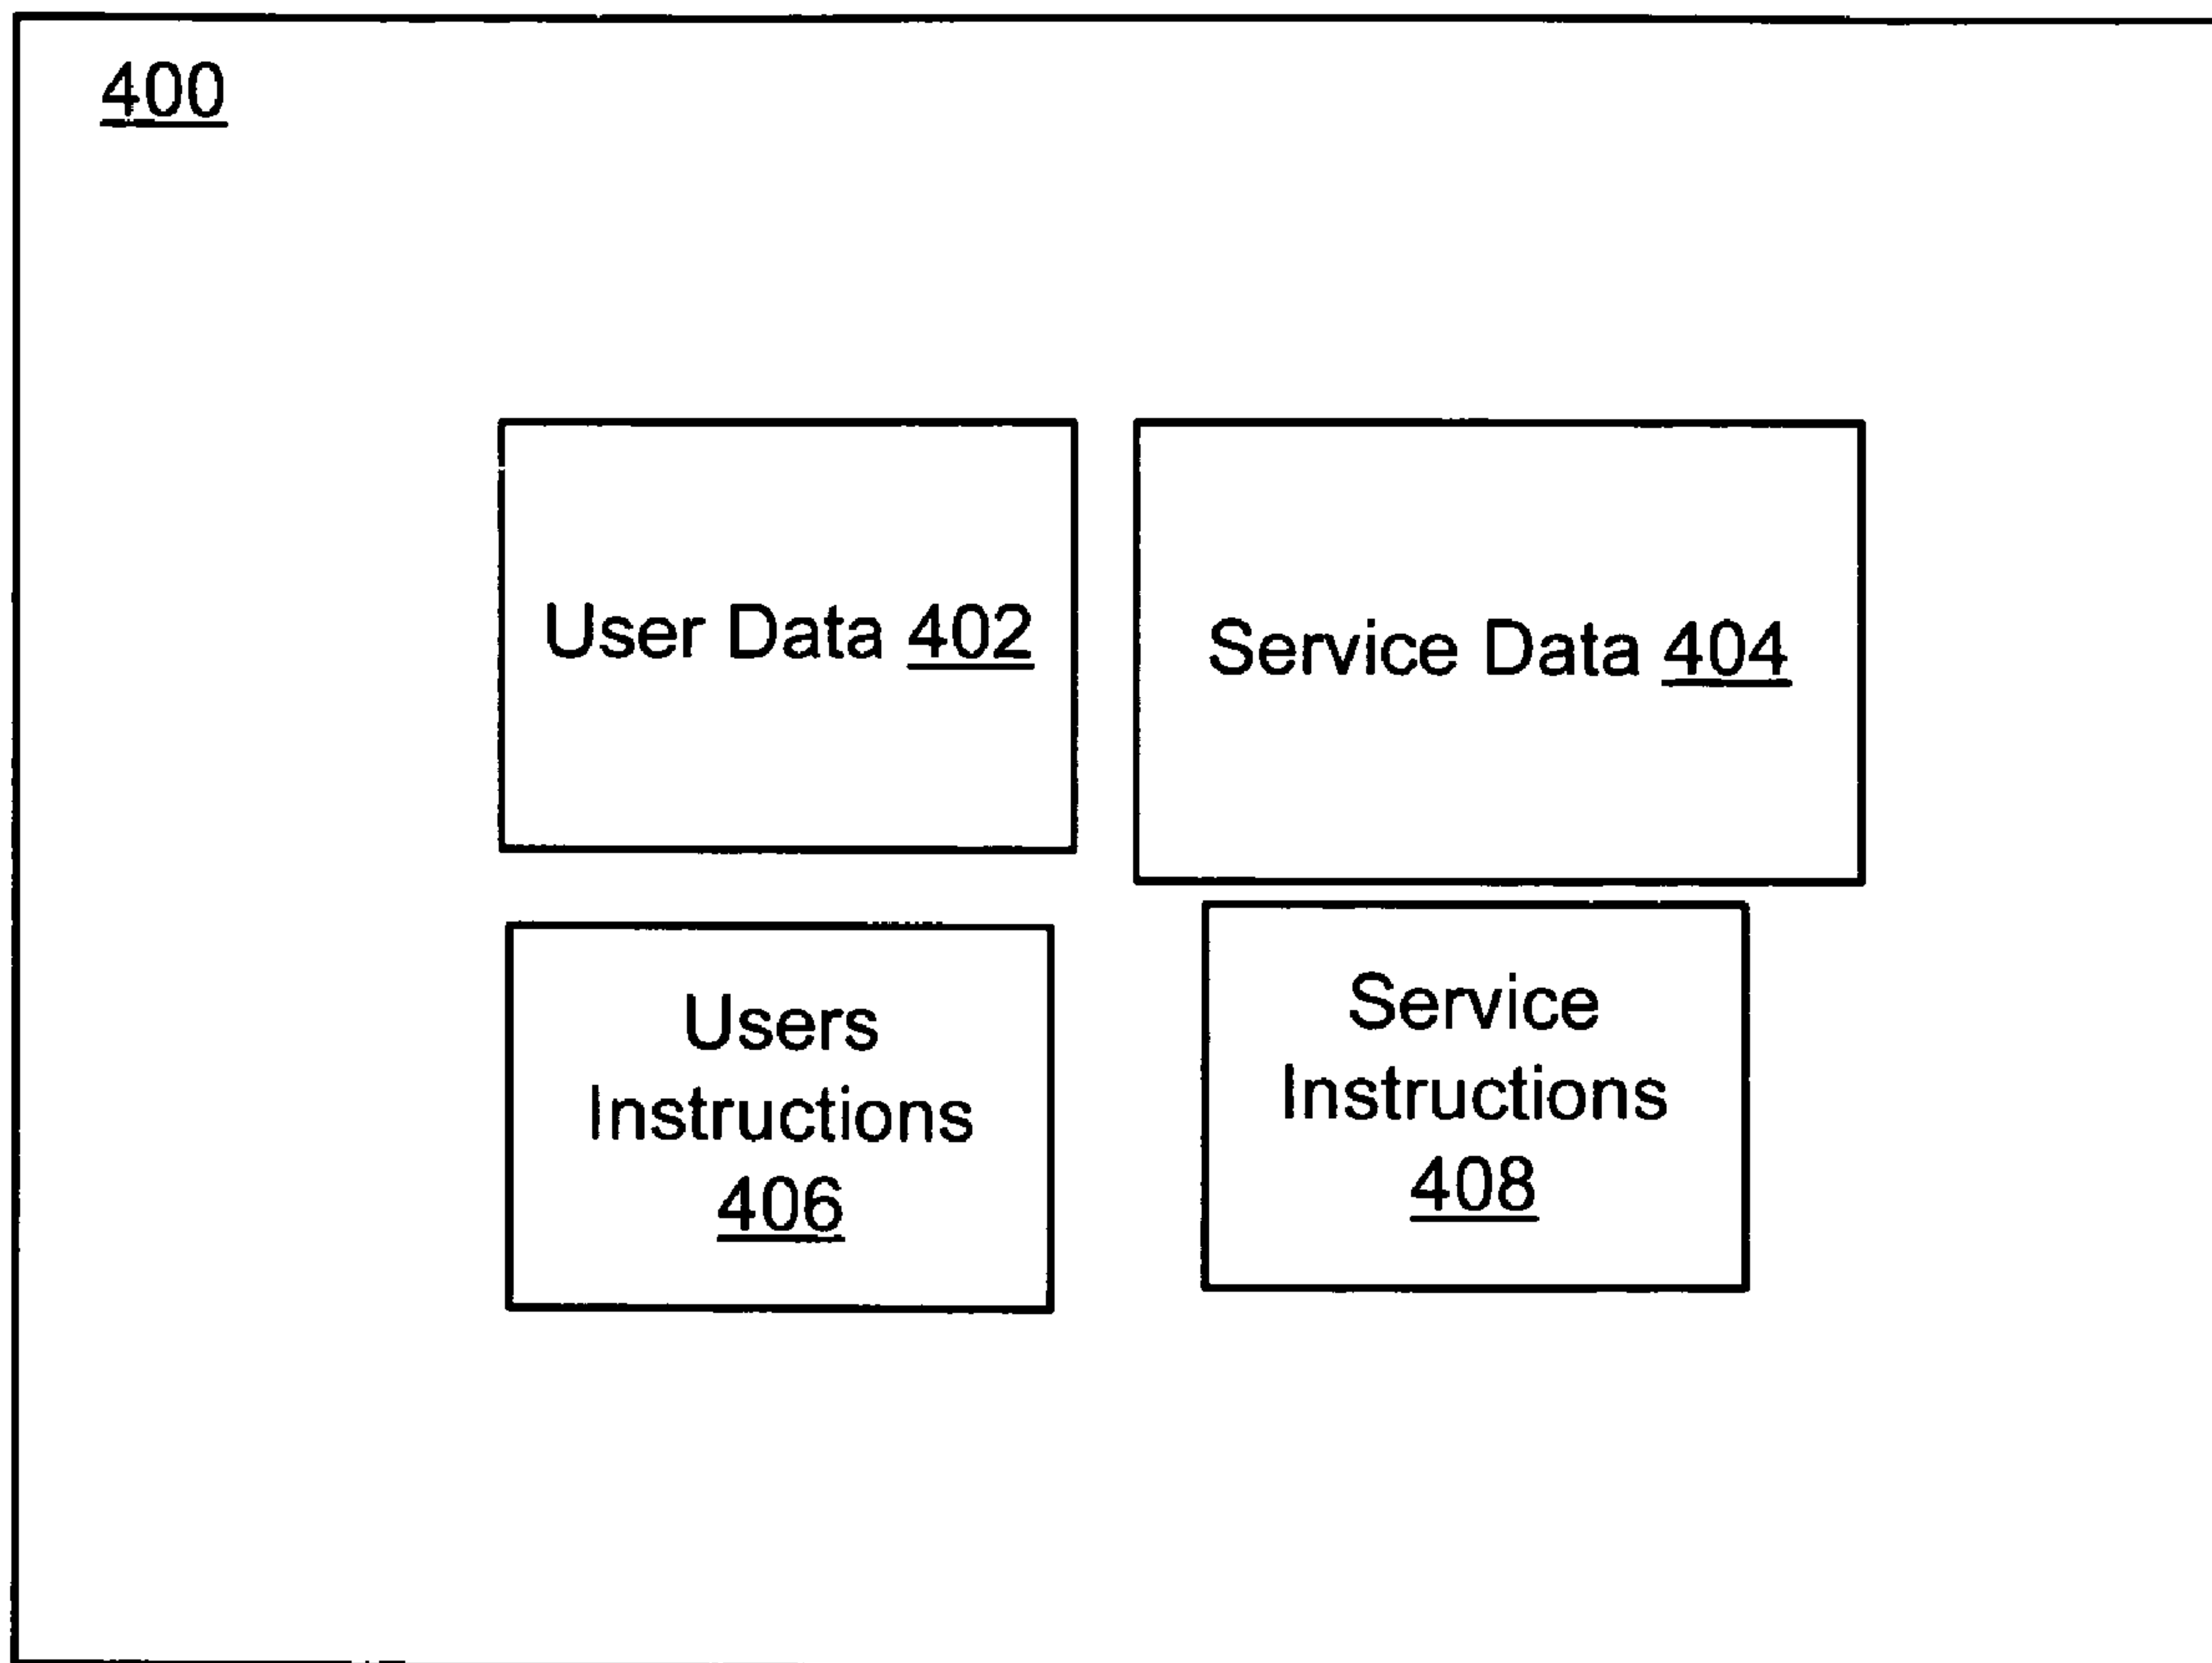 400
User Data 402
Service Data 404
Users
Instructions
406
Service
Instructions
408